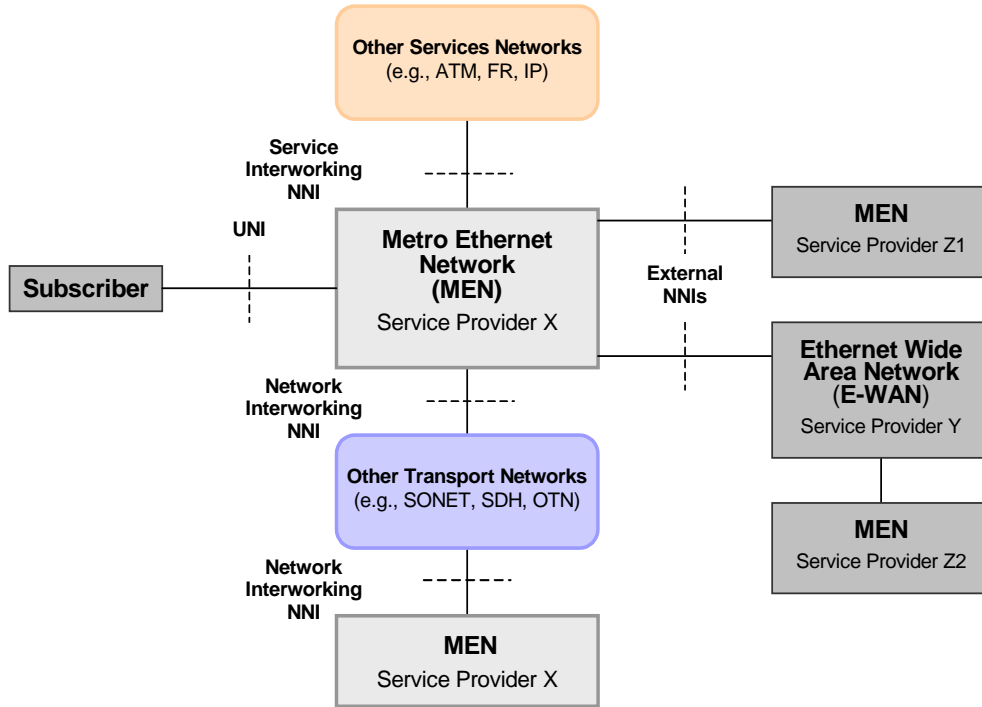 Other Services Networks
(e.g., ATM, FR, IP)
Service
Interworking
NNI
UNI
Subscriber
Metro Ethernet
Network
(MEN)
Service Provider X
External
NNIs
MEN
Service Provider Z1
Ethernet Wide
Area Network
(E-WAN)
Service Provider Y
MEN
Service Provider Z2
Network
Interworking
NNI
Other Transport Networks
(e.g., SONET, SDH, OTN)
Network
Interworking
NNI
MEN
Service Provider X